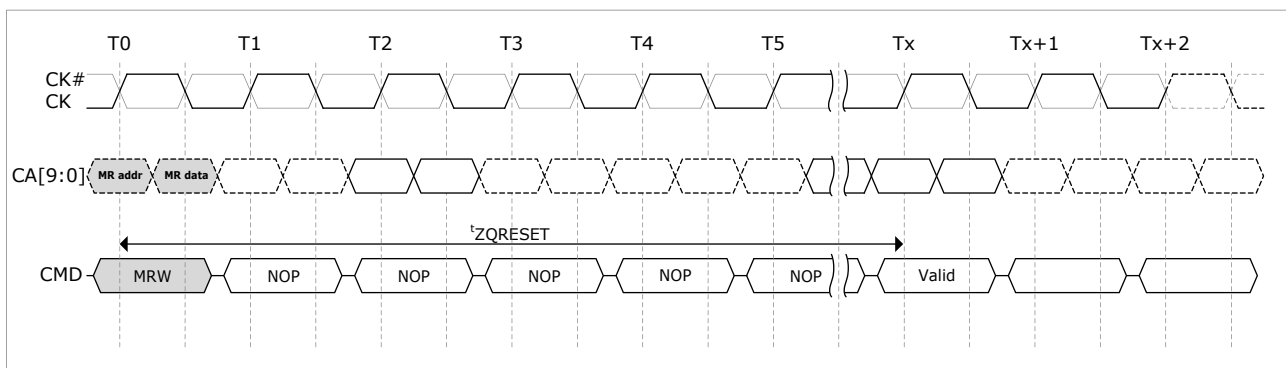 T0 T1 T2 T3 T4 T5 Tx Tx+1 Tx+2
CK#
CK
CA[9:0] MR addr MR data
tZQRESET
CMD MRW NOP NOP NOP NOP NOP Valid